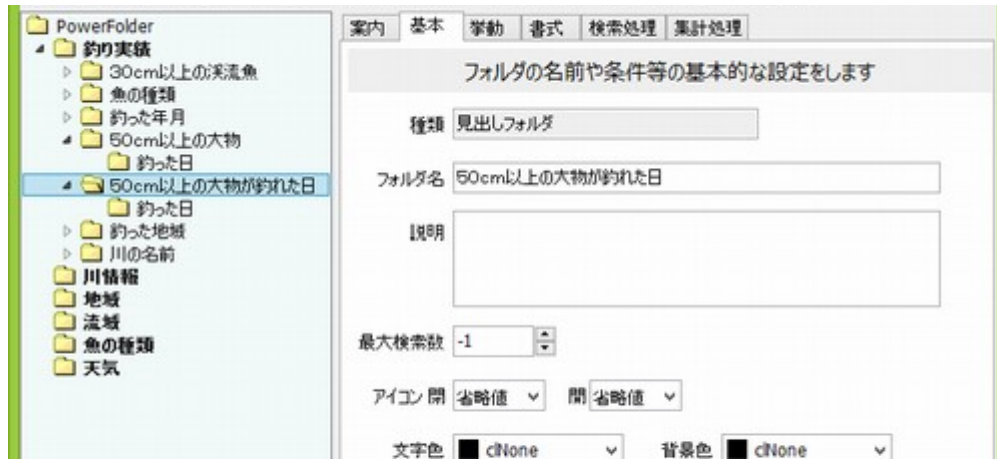 PowerFolder
釣り実績
30cm以上の渓流魚
魚の種類
釣った年月
50cm以上の大物
釣った日
50cm以上の大物が釣れた日
釣った日
釣った地域
川の名前
川情報
地域
流域
魚の種類
天気
案内 基本 挙動 書式 検索処理 集計処理
フォルダの名前や条件等の基本的な設定をします
種類 見出しフォルダ
フォルダ名 50cm以上の大物が釣れた日
説明
最大検索数 -1
アイコン 閉 省略値 開 省略値
文字色 clNone 背景色 clNone